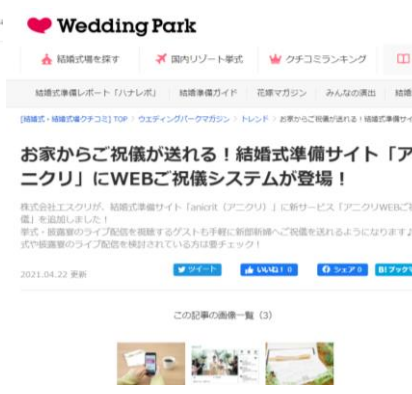 Wedding Park
結婚式場を探す 国内リゾート挙式 クチコミランキング
結婚式準備レポート「ハナレポ」 結婚準備ガイド 花嫁マガジン みんなの演出 結婚
[結婚式・結婚式場クチコミ] TOP > ウエディングパークマガジン > トレンド > お家からご祝儀が送れる！結婚式準備サイ
お家からご祝儀が送れる！結婚式準備サイト「ア
ニクリ」にWEBご祝儀システムが登場！
株式会社エスクリが、結婚式準備サイト「anicrit（アニクリ）」に新サービス「アニクリWEBご祝
儀」を追加しました！
挙式・披露宴のライブ配信を視聴するゲストも手軽に新郎新婦へご祝儀を送れるようになります♪
式や披露宴のライブ配信を検討されている方は要チェック！
2021.04.22 更新 ツイート いいね！ 0 シェア 0 B! ブック
この記事の画像一覧（3）